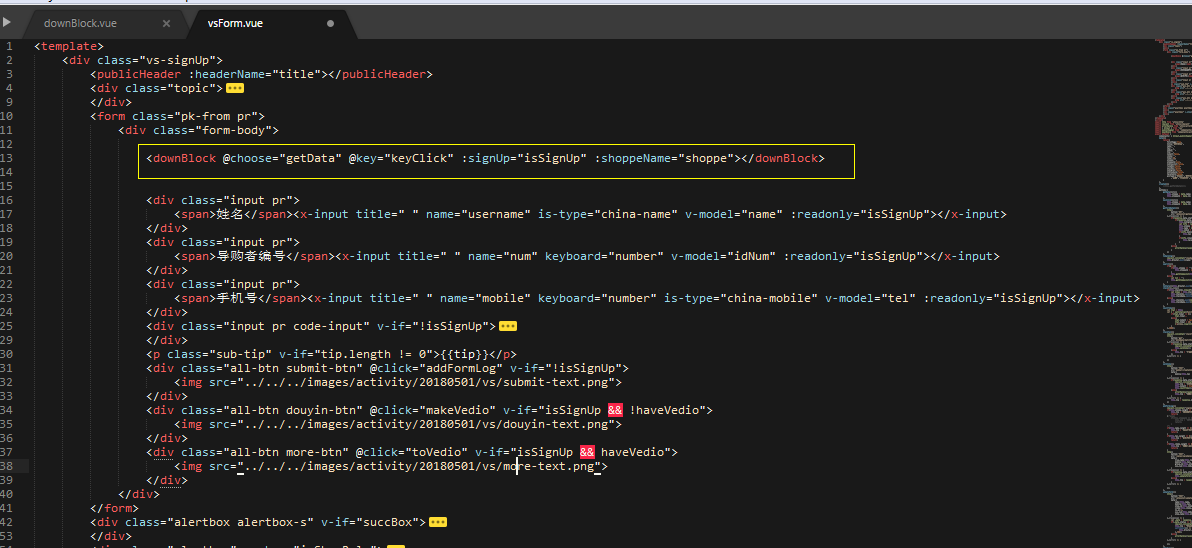 downBlock.vue × vsForm.vue
1 <template>
2 <div class="vs-signUp">
3 <publicHeader :headerName="title"></publicHeader>
4 <div class="topic">
9 </div>
10 <form class="pk-from pr">
11 <div class="form-body">
12
13 <downBlock @choose="getData" @key="keyClick" :signUp="isSignUp" :shoppeName="shoppe"></downBlock>
14
15
16 <div class="input pr">
17 <span>姓名</span><x-input title=" " name="username" is-type="china-name" v-model="name" :readonly="isSignUp"></x-input>
18 </div>
19 <div class="input pr">
20 <span>导购者编号</span><x-input title=" " name="num" keyboard="number" v-model="idNum" :readonly="isSignUp"></x-input>
21 </div>
22 <div class="input pr">
23 <span>手机号</span><x-input title=" " name="mobile" keyboard="number" is-type="china-mobile" v-model="tel" :readonly="isSignUp"></x-input>
24 </div>
25 <div class="input pr code-input" v-if="!isSignUp">
29 </div>
30 <p class="sub-tip" v-if="tip.length != 0">{{tip}}</p>
31 <div class="all-btn submit-btn" @click="addFormLog" v-if="!isSignUp">
32 <img src="../../../images/activity/20180501/vs/submit-text.png">
33 </div>
34 <div class="all-btn douyin-btn" @click="makeVedio" v-if="isSignUp && !haveVedio">
35 <img src="../../../images/activity/20180501/vs/douyin-text.png">
36 </div>
37 <div class="all-btn more-btn" @click="toVedio" v-if="isSignUp && haveVedio">
38 <img src="../../../images/activity/20180501/vs/more-text.png">
39 </div>
40 </div>
41 </form>
42 <div class="alertbox alertbox-s" v-if="succBox">
53 </div>